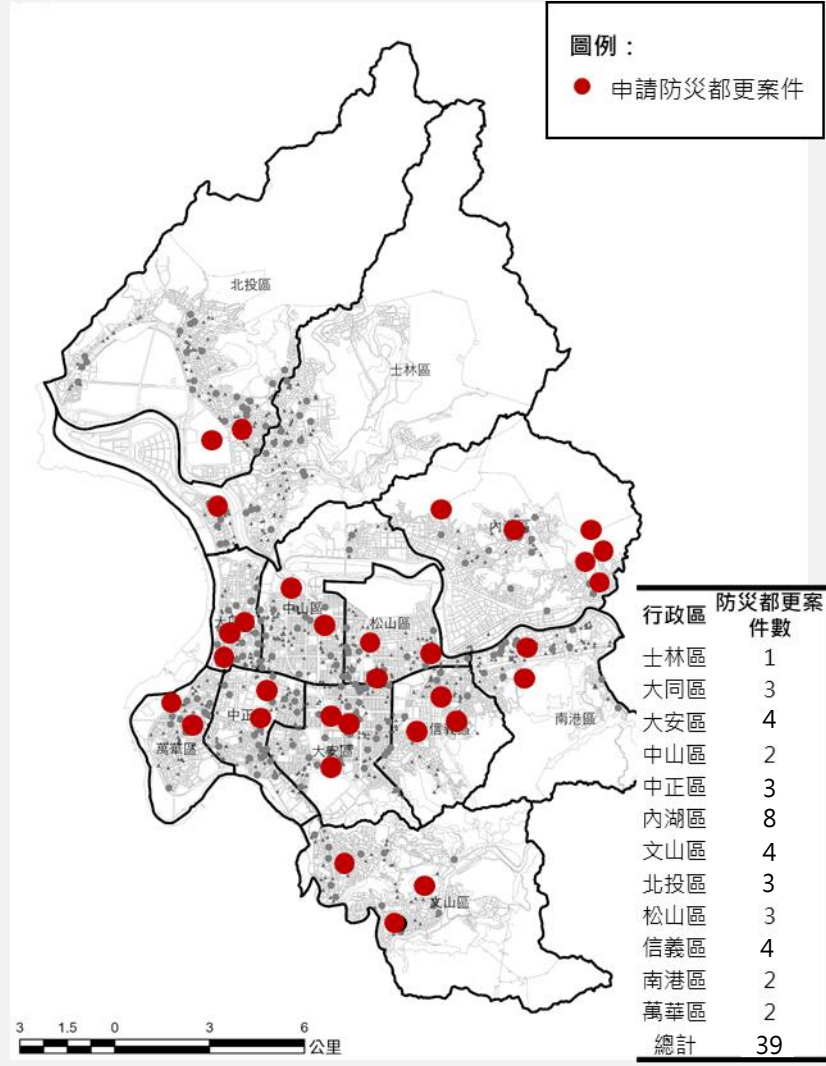 圖例：
申請防災都更案件
北投區
士林區
內湖區
中山區
松山區
大同區
中正
信義區
南港區
大安區
萬華區
文山區
行政區 防災都更案件數
士林區 1
大同區 3
大安區 4
中山區 2
中正區 3
內湖區 8
文山區 4
北投區 3
松山區 3
信義區 4
南港區 2
萬華區 2
總計 39
3 1.5 0 3 6
公里